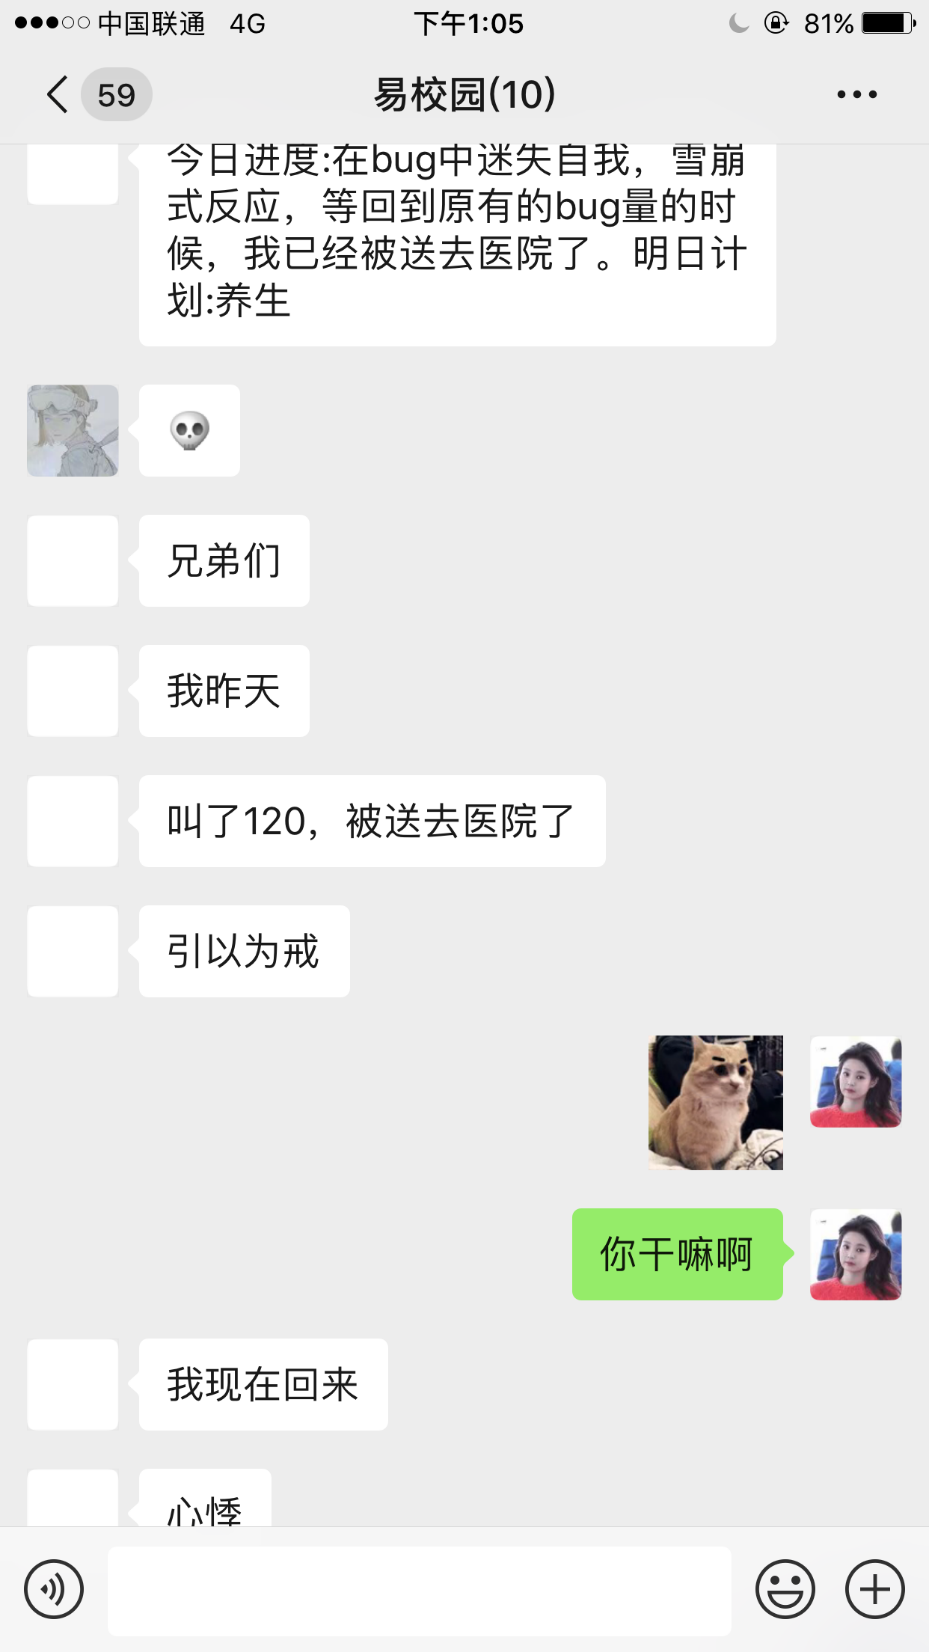 中国联通 4G 下午1:05 81%
59 易校园(10)
今日进度:在bug中迷失自我，雪崩
式反应，等回到原有的bug量的时
候，我已经被送去医院了。明日计
划:养生
兄弟们
我昨天
叫了120，被送去医院了
引以为戒
你干嘛啊
我现在回来
心悸